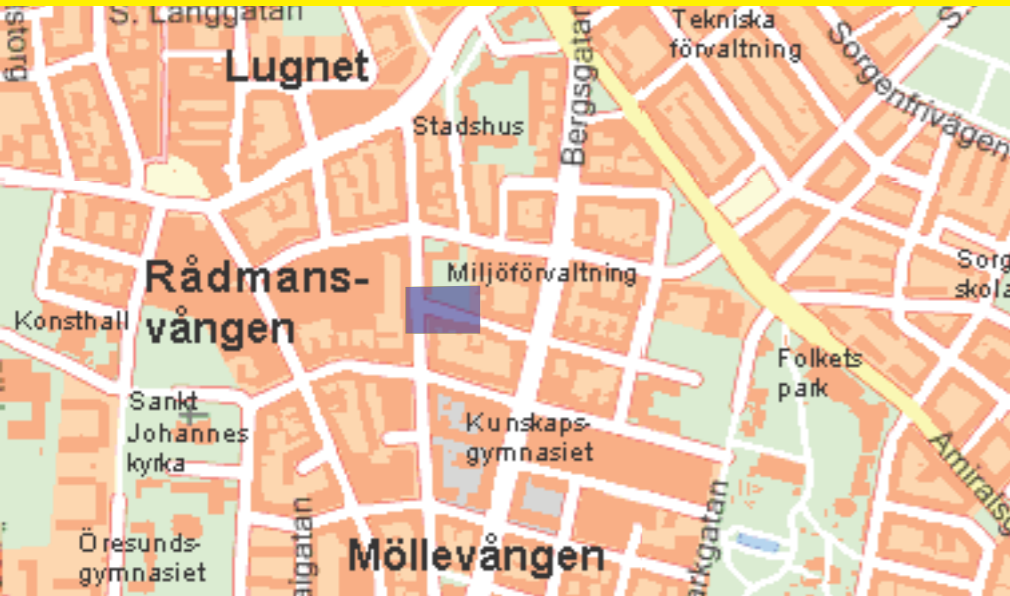 S. Långgatan
Lugnet
Tekniska
förvaltning
Sorgenfrivägen
Bergsgatan
Stadshus
Miljöförvaltning
Rådmans-
vången
Konsthall
Folkets
park
Sankt
Johannes
kyrka
Kunskaps-
gymnasiet
Möllevången
Öresunds-
gymnasiet